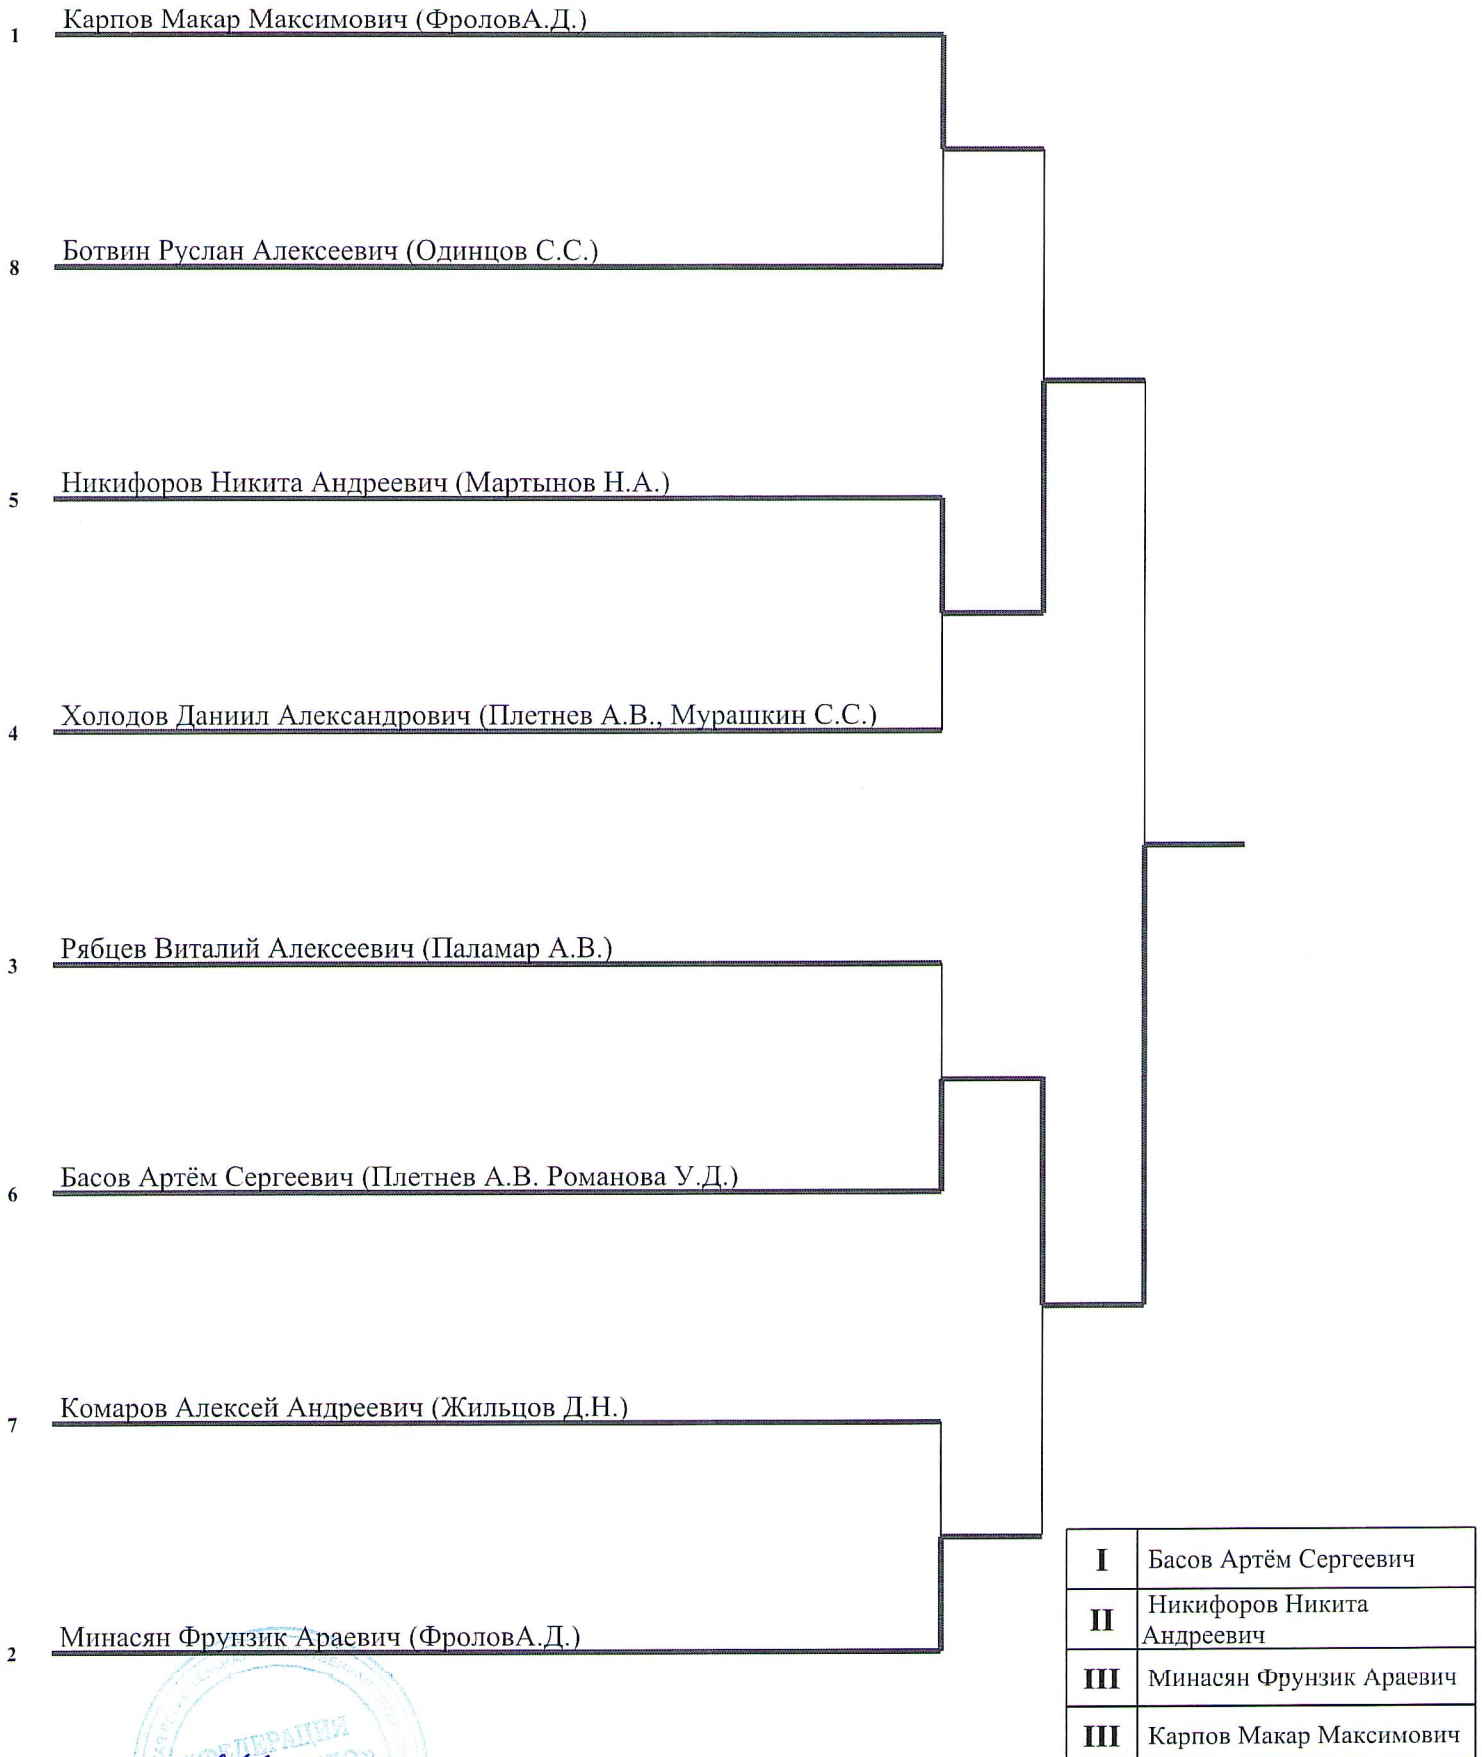 Карпов Макар Максимович (ФроловА.Д.)
1
Ботвин Руслан Алексеевич (Одинцов С.С.)
8
Никифоров Никита Андреевич (Мартынов Н.А.)
5
Холодов Даниил Александрович (Плетнев А.В., Мурашкин С.С.)
4
Рябцев Виталий Алексеевич (Паламар А.В.)
3
Басов Артём Сергеевич (Плетнев А.В. Романова У.Д.)
6
Комаров Алексей Андреевич (Жильцов Д.Н.)
7
Минасян Фрунзик Араевич (ФроловА.Д.)
2
I Басов Артём Сергеевич
II Никифоров Никита
Андреевич
III Минасян Фрунзик Араевич
III Карпов Макар Максимович
ФЕДЕРАЦИЯ